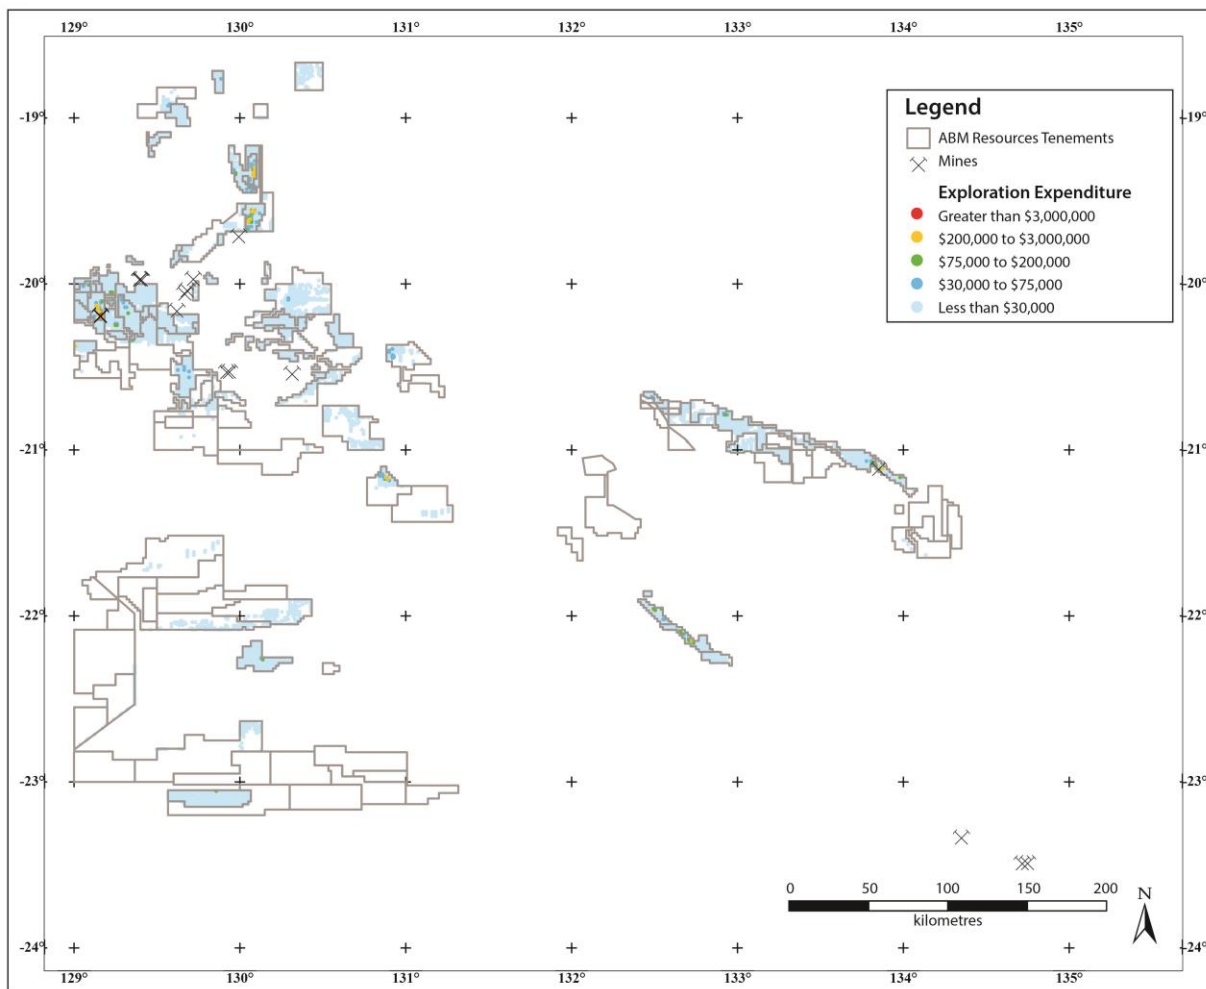 129° 130° 131° 132° 133° 134° 135°
-19° -19°
Legend
ABM Resources Tenements
Mines
Exploration Expenditure
Greater than $3,000,000
$200,000 to $3,000,000
$75,000 to $200,000
$30,000 to $75,000
Less than $30,000
-20° -20°
-21° -21°
-22° -22°
-23° -23°
0 50 100 150 200
kilometres
N
-24° -24°
129° 130° 131° 132° 133° 134° 135°